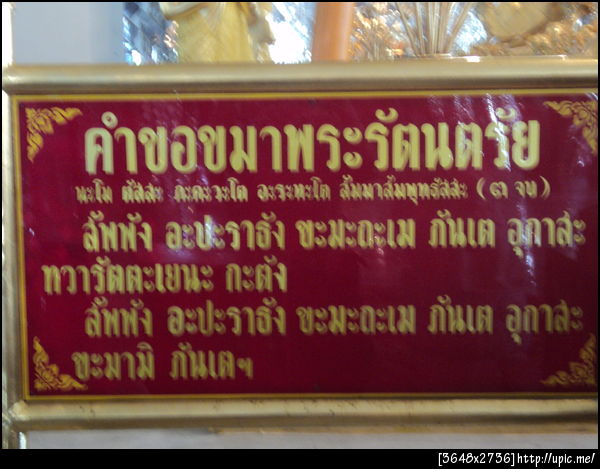 คำขอขมาพระรัตนตรัย
นะโม ตัสสะ ภะคะวะโต อะระหะโต สัมมาสัมพุทธัสสะ (๓ จบ)
สัพพัง อะปะราธัง ขะมะถะเม ภันเต อุกาสะ
ทวารัตตะเยนะ กะตัง
สัพพัง อะปะราธัง ขะมะถะเม ภันเต อุกาสะ
ขะมามิ ภันเตฯ
[3648x2736]http://upic.me/